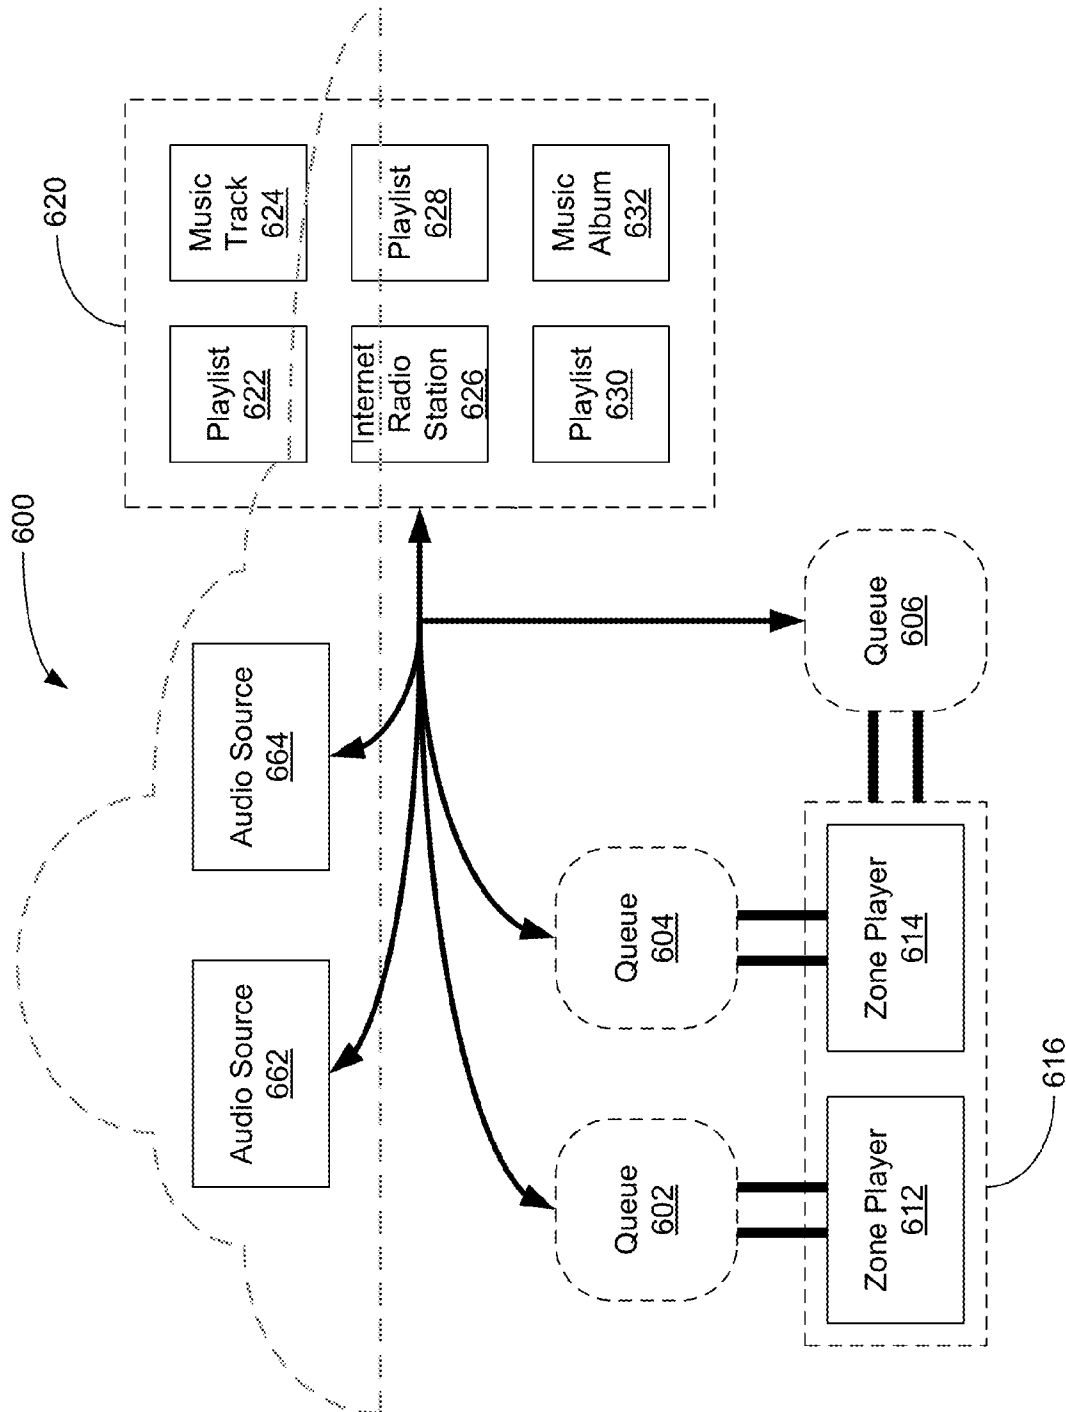 600
620
Audio Source
662
Audio Source
664
Playlist
622
Music
Track
624
Internet
Radio
Station
626
Playlist
628
Playlist
630
Music
Album
632
Queue
602
Queue
604
Queue
606
Zone Player
612
Zone Player
614
616